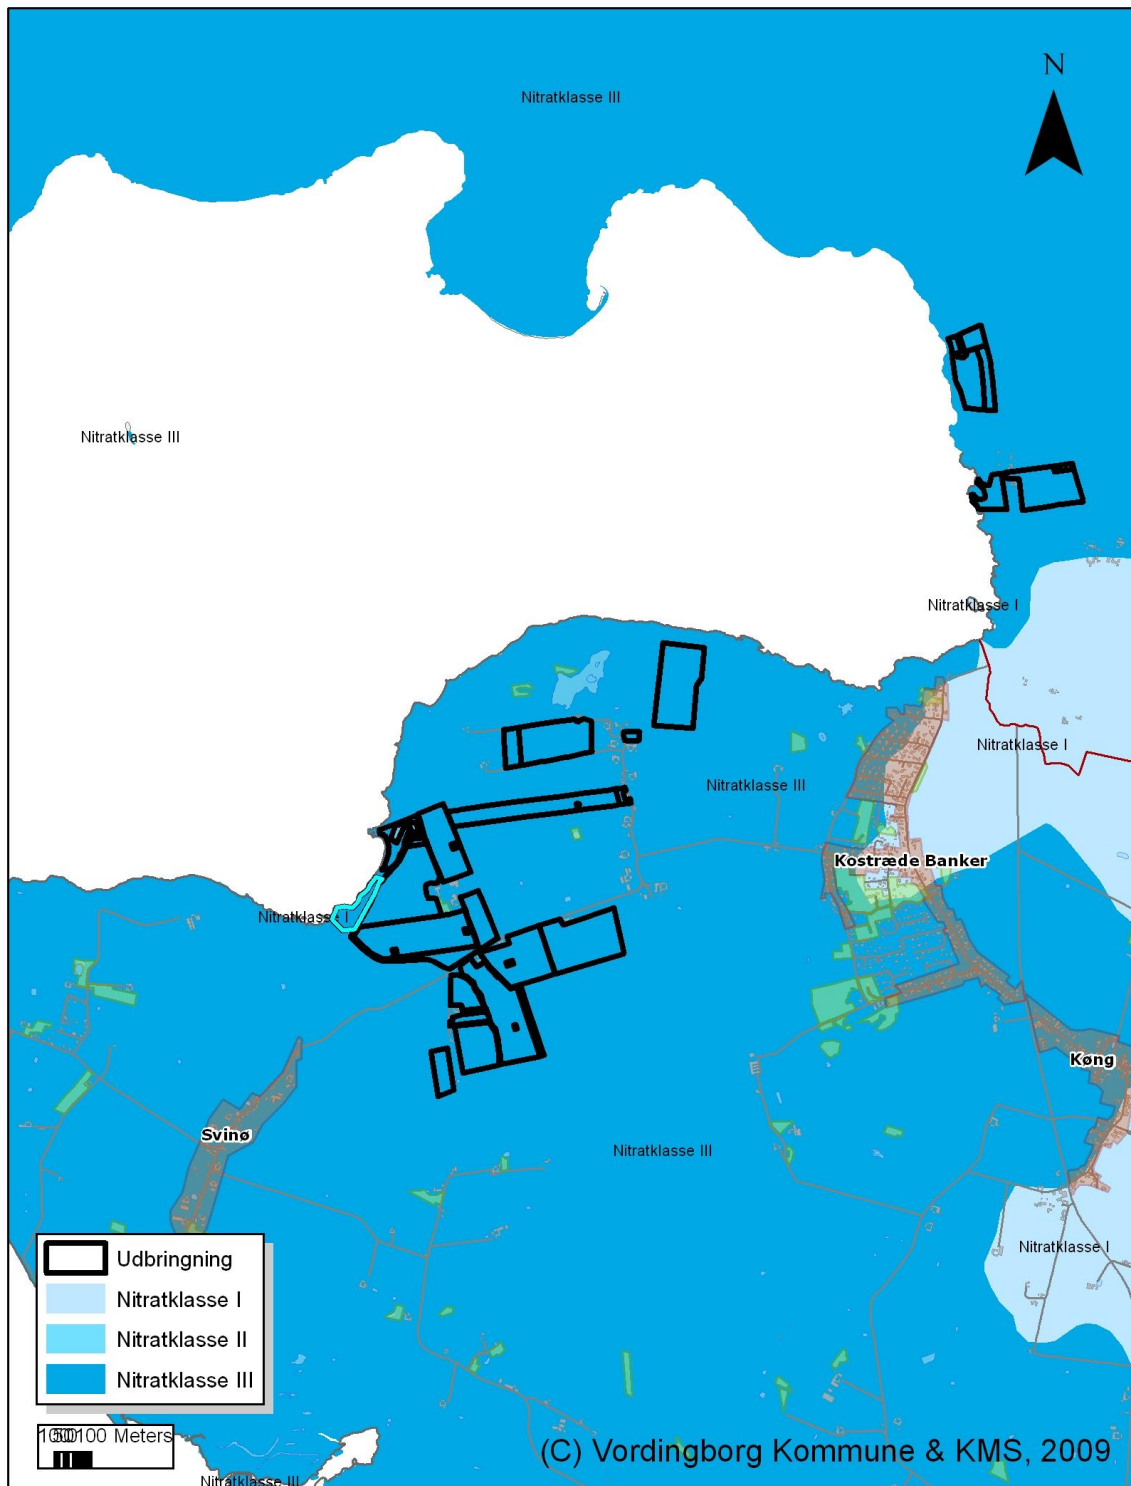 N
Nitratklasse III
Nitratklasse III
Nitratklasse I
Nitratklasse I
Nitratklasse III
Kostræde Banker
Nitratklasse I
Køng
Svinø
Nitratklasse III
Nitratklasse I
Udbringning
Nitratklasse I
Nitratklasse II
Nitratklasse III
Meters
(C) Vordingborg Kommune & KMS, 2009
Nitratklasse III